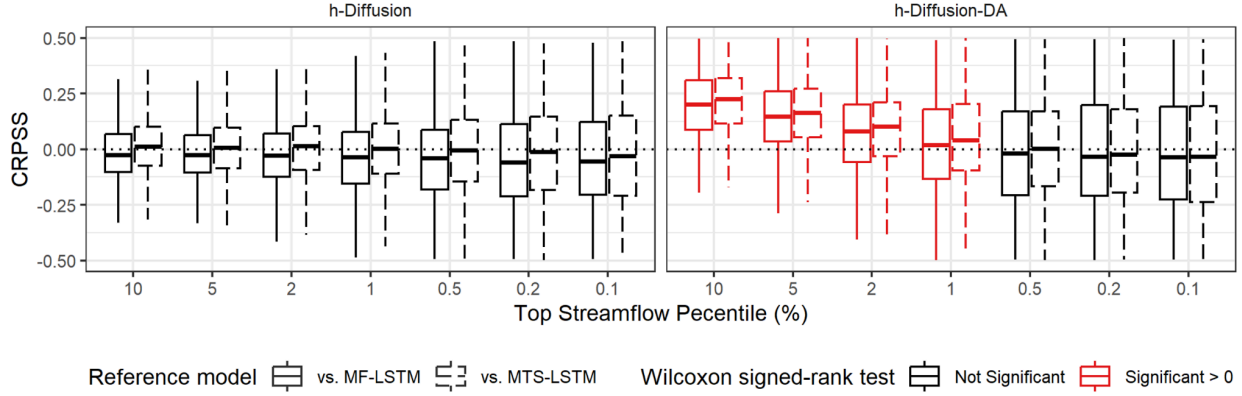 h-Diffusion
h-Diffusion-DA
CRPSS
0.50
0.25
0.00
-0.25
-0.50
10 5 2 1 0.5 0.2 0.1
10 5 2 1 0.5 0.2 0.1
Top Streamflow Pecentile (%)
Reference model vs. MF-LSTM vs. MTS-LSTM Wilcoxon signed-rank test Not Significant Significant > 0